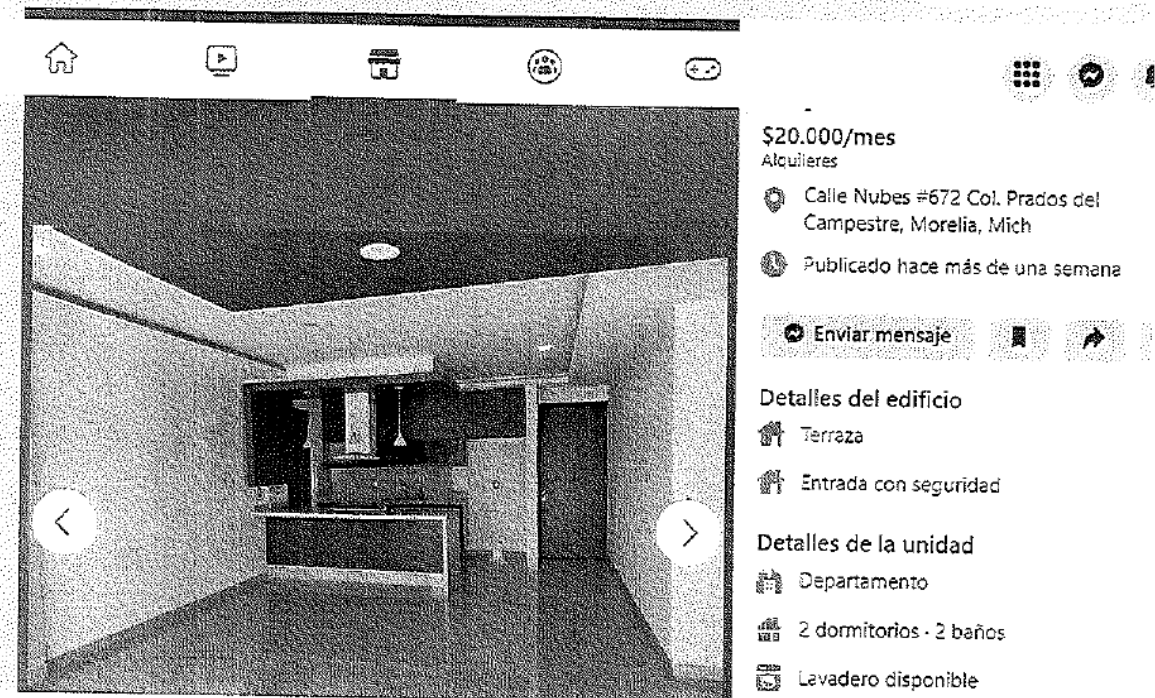 $20.000/mes
Alquileres
Calle Nubes #672 Col. Prados del
Campestre, Morelia, Mich
Publicado hace más de una semana
Enviar mensaje
Detalles del edificio
Terraza
Entrada con seguridad
Detalles de la unidad
Departamento
2 dormitorios · 2 baños
Lavadero disponible